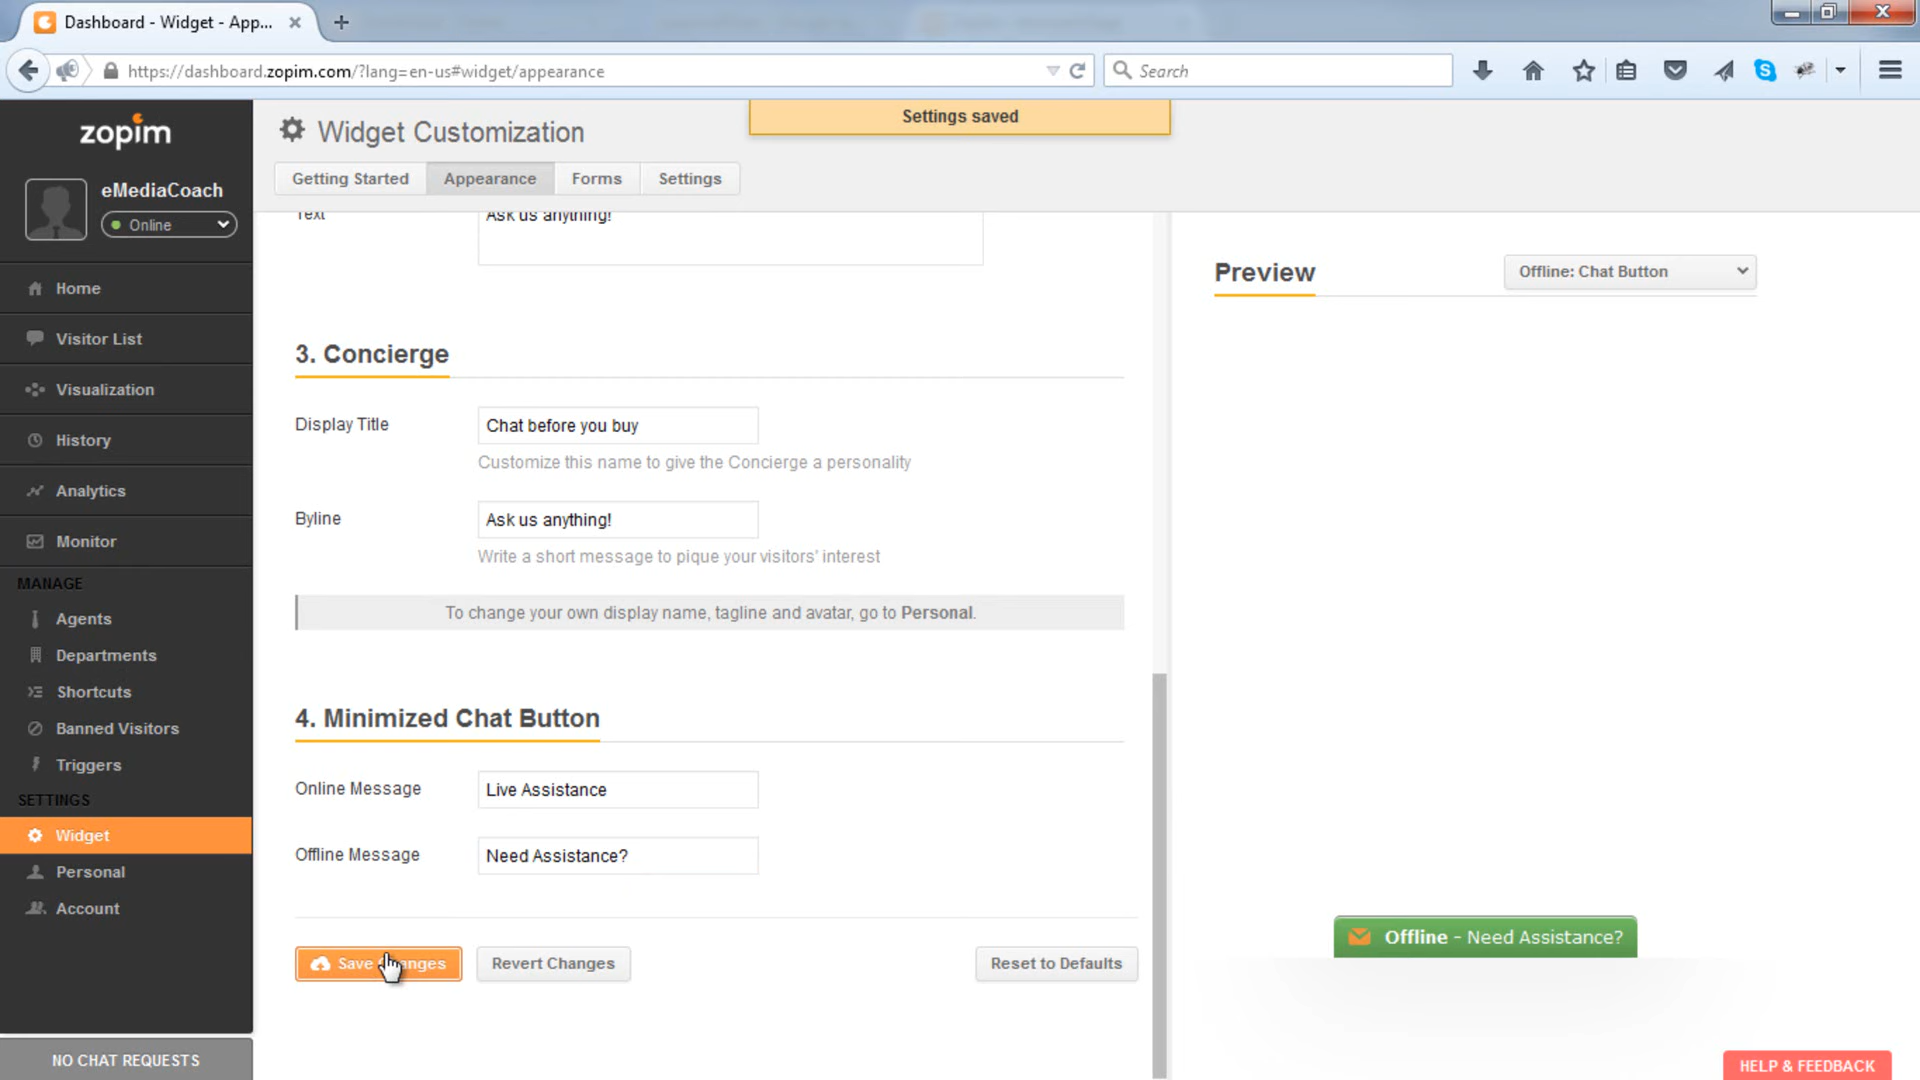 Dashboard - Widget - App...
https://dashboard.zopim.com/?lang=en-us#widget/appearance
Search
zopim
eMediaCoach
Online
Home
Visitor List
Visualization
History
Analytics
Monitor
MANAGE
Agents
Departments
Shortcuts
Banned Visitors
Triggers
SETTINGS
Widget
Personal
Account
NO CHAT REQUESTS
Settings saved
Widget Customization
Getting Started
Appearance
Forms
Settings
Text
Ask us anything!
3. Concierge
Display Title
Chat before you buy
Customize this name to give the Concierge a personality
Byline
Ask us anything!
Write a short message to pique your visitors' interest
To change your own display name, tagline and avatar, go to Personal.
4. Minimized Chat Button
Online Message
Live Assistance
Offline Message
Need Assistance?
Save Changes
Revert Changes
Reset to Defaults
Preview
Offline: Chat Button
Offline - Need Assistance?
HELP & FEEDBACK